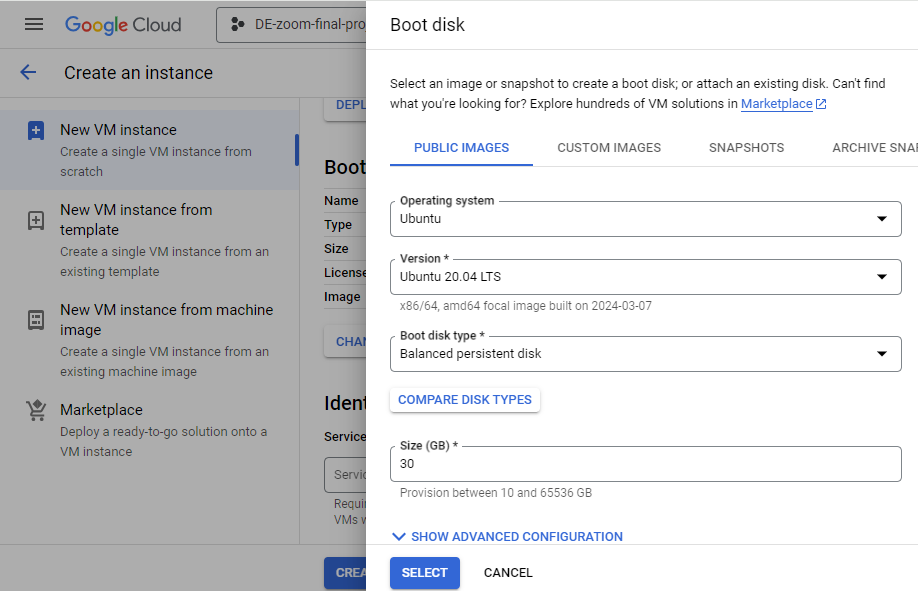 Google Cloud
DE-zoom-final-pro
Create an instance
New VM instance
Create a single VM instance from
scratch
New VM instance from
template
Create a single VM instance from an
existing template
New VM instance from machine
image
Create a single VM instance from an
existing machine image
Marketplace
Deploy a ready-to-go solution onto a
VM instance
DEPL
Boot
Name
Type
Size
License
Image
CHAN
Ident
Service
Servic
Requir
VMs w
CREA
Boot disk
Select an image or snapshot to create a boot disk; or attach an existing disk. Can't find
what you're looking for? Explore hundreds of VM solutions in Marketplace
PUBLIC IMAGES
CUSTOM IMAGES
SNAPSHOTS
ARCHIVE SNA
Operating system
Ubuntu
Version *
Ubuntu 20.04 LTS
x86/64, amd64 focal image built on 2024-03-07
Boot disk type *
Balanced persistent disk
COMPARE DISK TYPES
Size (GB) *
30
Provision between 10 and 65536 GB
SHOW ADVANCED CONFIGURATION
SELECT
CANCEL